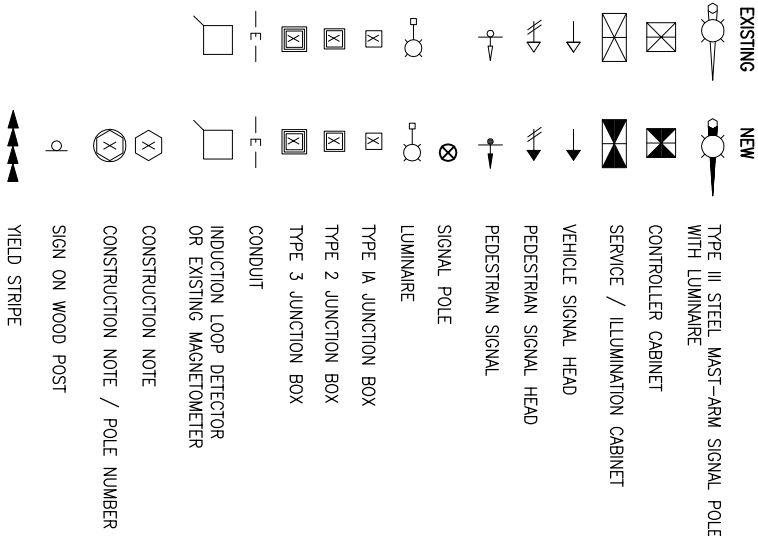 EXISTING
NEW
TYPE III STEEL MAST-ARM SIGNAL POLE
WITH LUMINAIRE
CONTROLLER CABINET
SERVICE / ILLUMINATION CABINET
VEHICLE SIGNAL HEAD
PEDESTRIAN SIGNAL HEAD
PEDESTRIAN SIGNAL
SIGNAL POLE
LUMINAIRE
X X TYPE IA JUNCTION BOX
X X TYPE 2 JUNCTION BOX
X X TYPE 3 JUNCTION BOX
E E CONDUIT
INDUCTION LOOP DETECTOR
OR EXISTING MAGNETOMETER
X CONSTRUCTION NOTE
X CONSTRUCTION NOTE / POLE NUMBER
SIGN ON WOOD POST
YIELD STRIPE